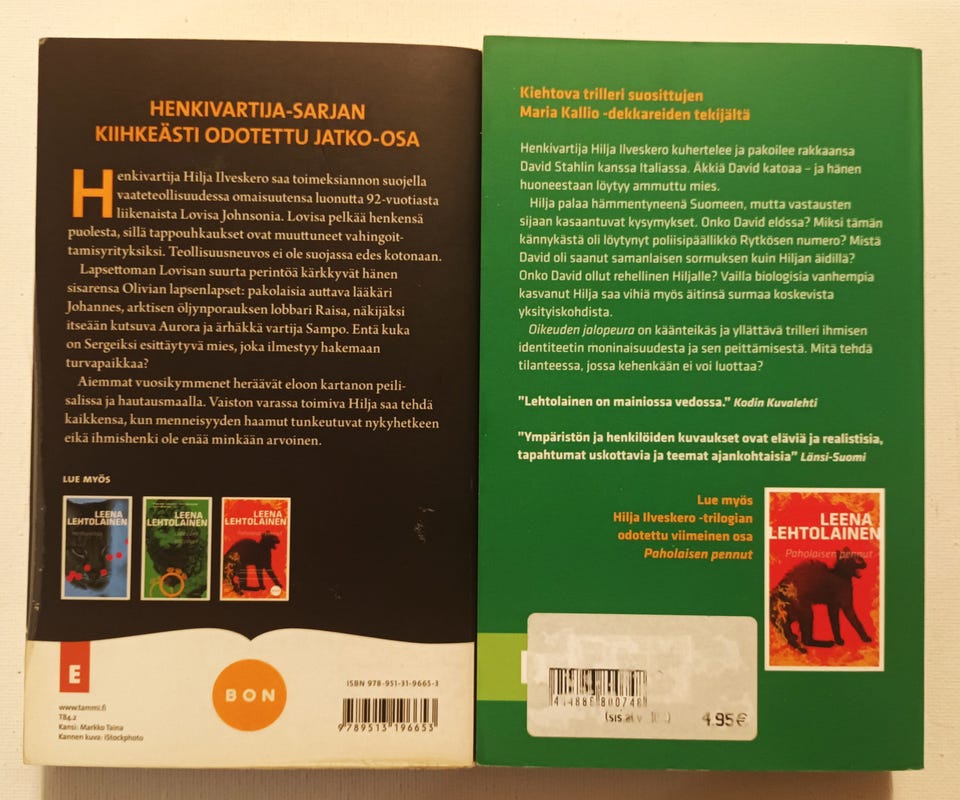 HENKIVARTIJA-SARJAN
KIIHKEÄSTI ODOTETTU JATKO-OSA
Henkivartija Hilja Ilveskero saa toimeksiannon suojella
vaateteollisuudessa omaisuutensa luonutta 92-vuotiasta
liikenaista Lovisa Johnsonia. Lovisa pelkää henkensä
puolesta, sillä tappouhkaukset ovat muuttuneet vahingoit-
tamisyrityksiksi. Teollisuusneuvos ei ole suojassa edes kotonaan.
Lapsettoman Lovisan suurta perintöä kärkkyvät hänen
sisarensa Olivian lapsenlapset: pakolaisia auttava lääkäri
Johannes, arktisen öljynporauksen lobbari Raisa, näkijäksi
itseään kutsuva Aurora ja ärhäkkä vartija Sampo. Entä kuka
on Sergeiksi esittäytyvä mies, joka ilmestyy hakemaan
turvapaikkaa?
Aiemmat vuosikymmenet heräävät eloon kartanon peili-
salissa ja hautausmaalla. Vaiston varassa toimiva Hilja saa tehdä
kaikkensa, kun menneisyyden haamut tunkeutuvat nykyhetkeen
eikä ihmishenki ole enää minkään arvoinen.
LUE MYÖS
LEENA
LEHTOLAINEN
LEENA
LEHTOLAINEN
LEENA
LEHTOLAINEN
E
BON
www.tammi.fi
T84.2
Kansi: Markko Taina
Kannen kuva: iStockphoto
ISBN 978-951-31-9665-3
9789513196653
Kiehtova trilleri suosittujen
Maria Kallio -dekkareiden tekijältä
Henkivartija Hilja Ilveskero kuhertelee ja pakoilee rakkaansa
David Stahlin kanssa Italiassa. Äkkiä David katoaa – ja hänen
huoneestaan löytyy ammuttu mies.
Hilja palaa hämmentyneenä Suomeen, mutta vastausten
sijaan kasaantuvat kysymykset. Onko David elossa? Miksi tämän
kännykästä oli löytynyt poliisipäällikkö Rytkösen numero? Mistä
David oli saanut samanlaisen sormuksen kuin Hiljan äidillä?
Onko David ollut rehellinen Hiljalle? Vailla biologisia vanhempia
kasvanut Hilja saa vihiä myös äitinsä surmaa koskevista
yksityiskohdista.
Oikeuden jalopeura on käänteikäs ja yllättävä trilleri ihmisen
identiteetin moninaisuudesta ja sen peittämisestä. Mitä tehdä
tilanteessa, jossa kehenkään ei voi luottaa?
"Lehtolainen on mainiossa vedossa." Kodin Kuvalehti
"Ympäristön ja henkilöiden kuvaukset ovat eläviä ja realistisia,
tapahtumat uskottavia ja teemat ajankohtaisia" Länsi-Suomi
Lue myös
Hilja Ilveskero -trilogian
odotettu viimeinen osa
Paholaisen pennut
LEENA
LEHTOLAINEN
Paholaisen pennut
4.95€